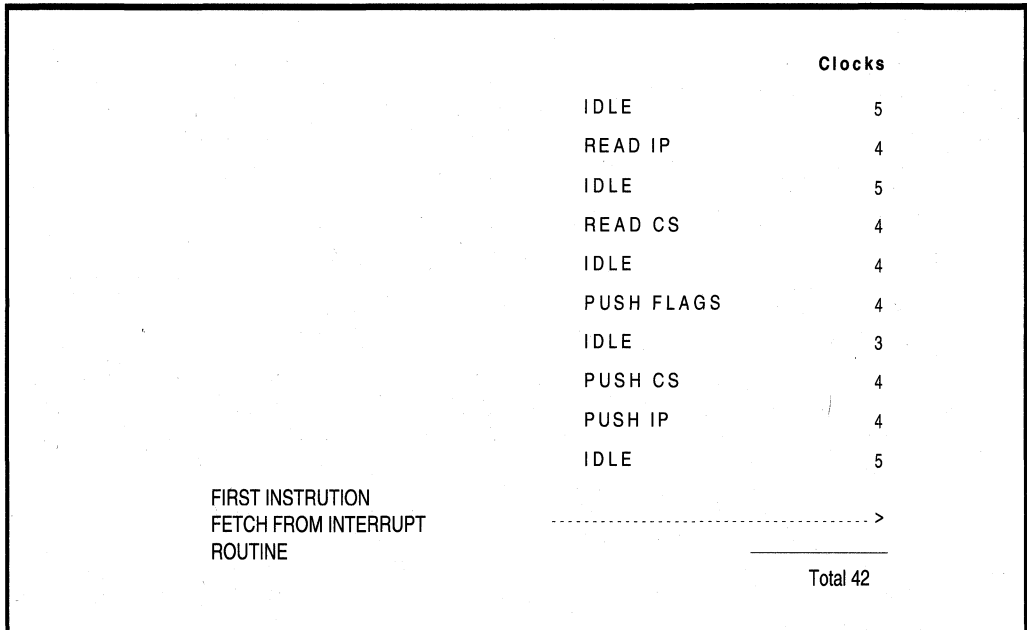 Clocks
IDLE 5
READ IP 4
IDLE 5
READ CS 4
IDLE 4
PUSH FLAGS 4
IDLE 3
PUSH CS 4
PUSH IP 4
IDLE 5
FIRST INSTRUTION
FETCH FROM INTERRUPT
ROUTINE
Total 42